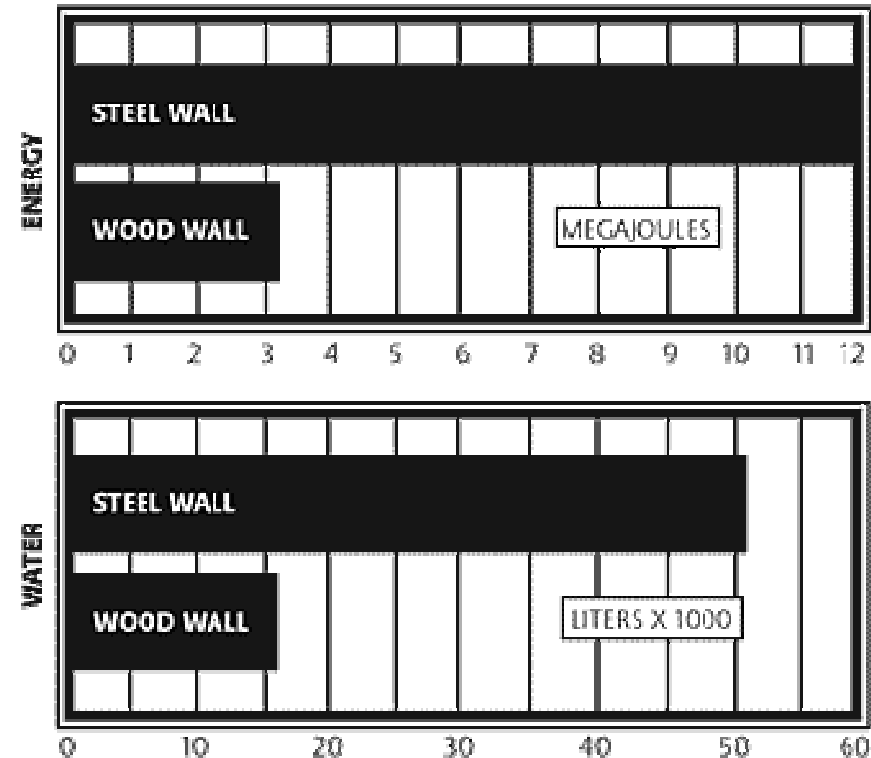 ENERGY
STEEL WALL
WOOD WALL
MEGAJOULES
0 1 2 3 4 5 6 7 8 9 10 11 12
WATER
STEEL WALL
WOOD WALL
LITERS X 1000
0 10 20 30 40 50 60